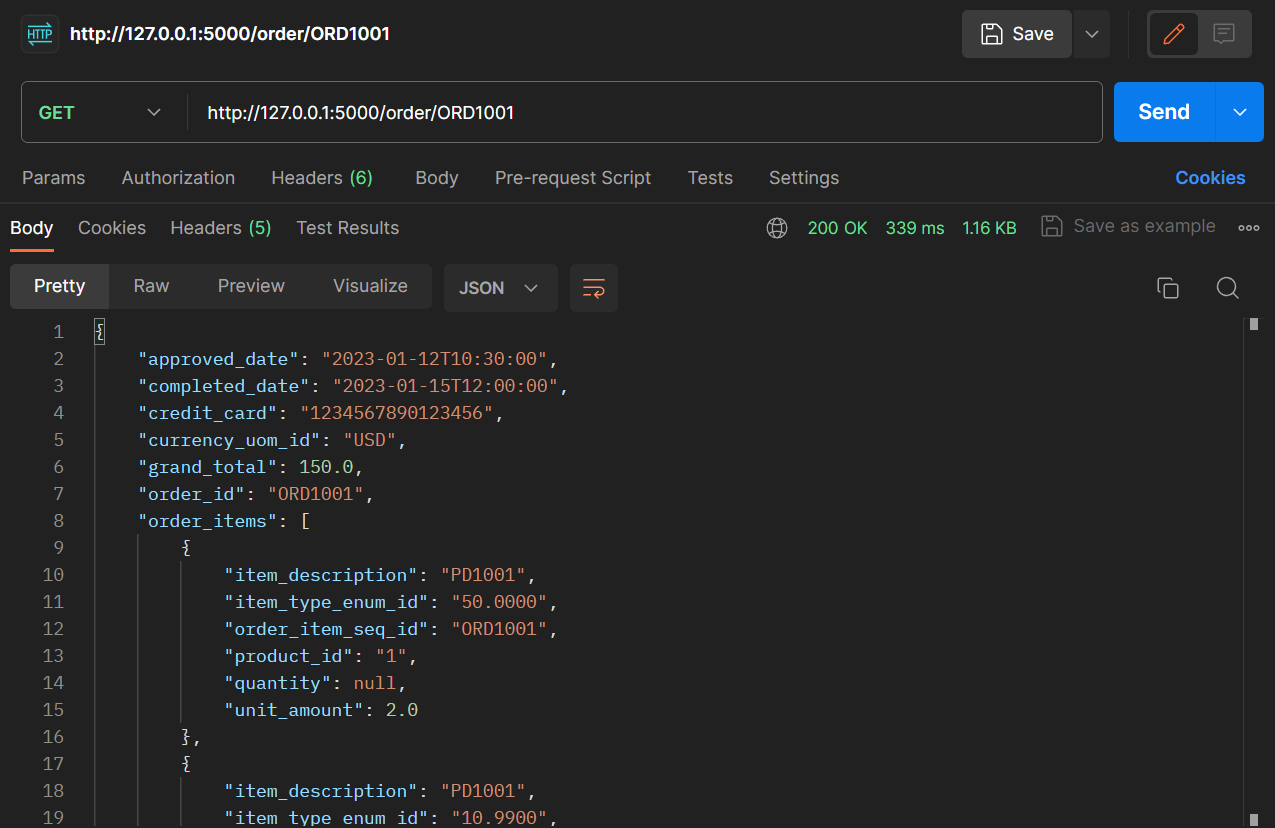 HTTP http://127.0.0.1:5000/order/ORD1001 Save
GET http://127.0.0.1:5000/order/ORD1001 Send
Params Authorization Headers (6) Body Pre-request Script Tests Settings Cookies
Body Cookies Headers (5) Test Results 200 OK 339 ms 1.16 KB Save as example
Pretty Raw Preview Visualize JSON
1 {
2 "approved_date": "2023-01-12T10:30:00",
3 "completed_date": "2023-01-15T12:00:00",
4 "credit_card": "1234567890123456",
5 "currency_uom_id": "USD",
6 "grand_total": 150.0,
7 "order_id": "ORD1001",
8 "order_items": [
9 {
10 "item_description": "PD1001",
11 "item_type_enum_id": "50.0000",
12 "order_item_seq_id": "ORD1001",
13 "product_id": "1",
14 "quantity": null,
15 "unit_amount": 2.0
16 },
17 {
18 "item_description": "PD1001",
19 "item_type_enum_id": "10.9900",